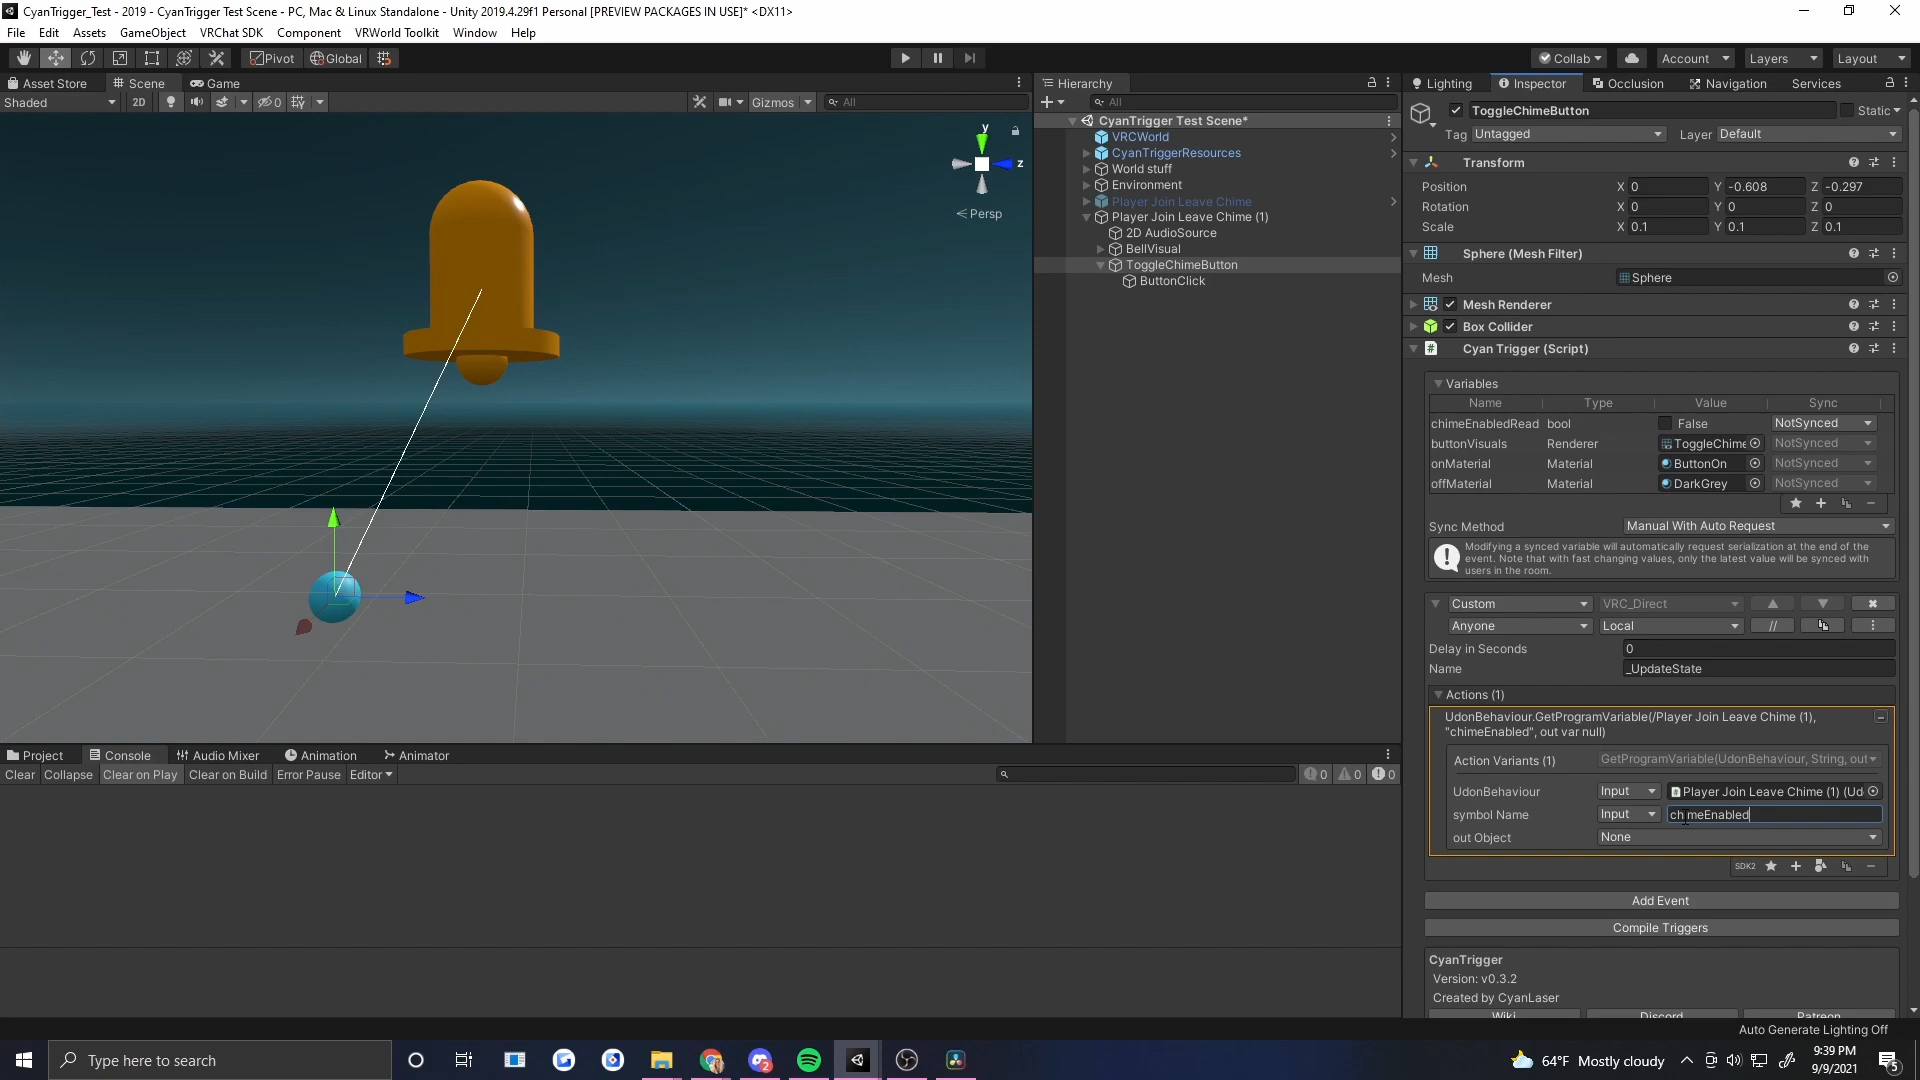 CyanTrigger_Test - 2019 - CyanTrigger Test Scene - PC, Mac & Linux Standalone - Unity 2019.4.29f1 Personal [PREVIEW PACKAGES IN USE]* <DX11>
File Edit Assets GameObject VRChat SDK Component VRWorld Toolkit Window Help
Pivot Global Collab Account Layers Layout
Asset Store Scene Game
Shaded 2D Gizmos All
y
z
Persp
Hierarchy
All
CyanTrigger Test Scene*
VRCWorld
CyanTriggerResources
World stuff
Environment
Player Join Leave Chime
Player Join Leave Chime (1)
2D AudioSource
BellVisual
ToggleChimeButton
ButtonClick
Lighting Inspector Occlusion Navigation Services
ToggleChimeButton Static
Tag Untagged Layer Default
Transform
Position X 0 Y -0.608 Z -0.297
Rotation X 0 Y 0 Z 0
Scale X 0.1 Y 0.1 Z 0.1
Sphere (Mesh Filter)
Mesh Sphere
Mesh Renderer
Box Collider
Cyan Trigger (Script)
Variables
Name Type Value Sync
chimeEnabledRead bool False NotSynced
buttonVisuals Renderer ToggleChime NotSynced
onMaterial Material ButtonOn NotSynced
offMaterial Material DarkGrey NotSynced
Sync Method Manual With Auto Request
Modifying a synced variable will automatically request serialization at the end of the
event. Note that with fast changing values, only the latest value will be synced with
users in the room.
Custom VRC_Direct
Anyone Local //
Delay in Seconds 0
Name _UpdateState
Actions (1)
UdonBehaviour.GetProgramVariable(/Player Join Leave Chime (1),
"chimeEnabled", out var null)
Action Variants (1) GetProgramVariable(UdonBehaviour, String, out
UdonBehaviour Input Player Join Leave Chime (1) (Ud
symbol Name Input chimeEnabled
out Object None
SDK2
Add Event
Compile Triggers
CyanTrigger
Version: v0.3.2
Created by CyanLaser
Wiki Discord Patreon
Project Console Audio Mixer Animation Animator
Clear Collapse Clear on Play Clear on Build Error Pause Editor 0 0 0
Auto Generate Lighting Off
Type here to search
2
64°F Mostly cloudy
9:39 PM
9/9/2021
5